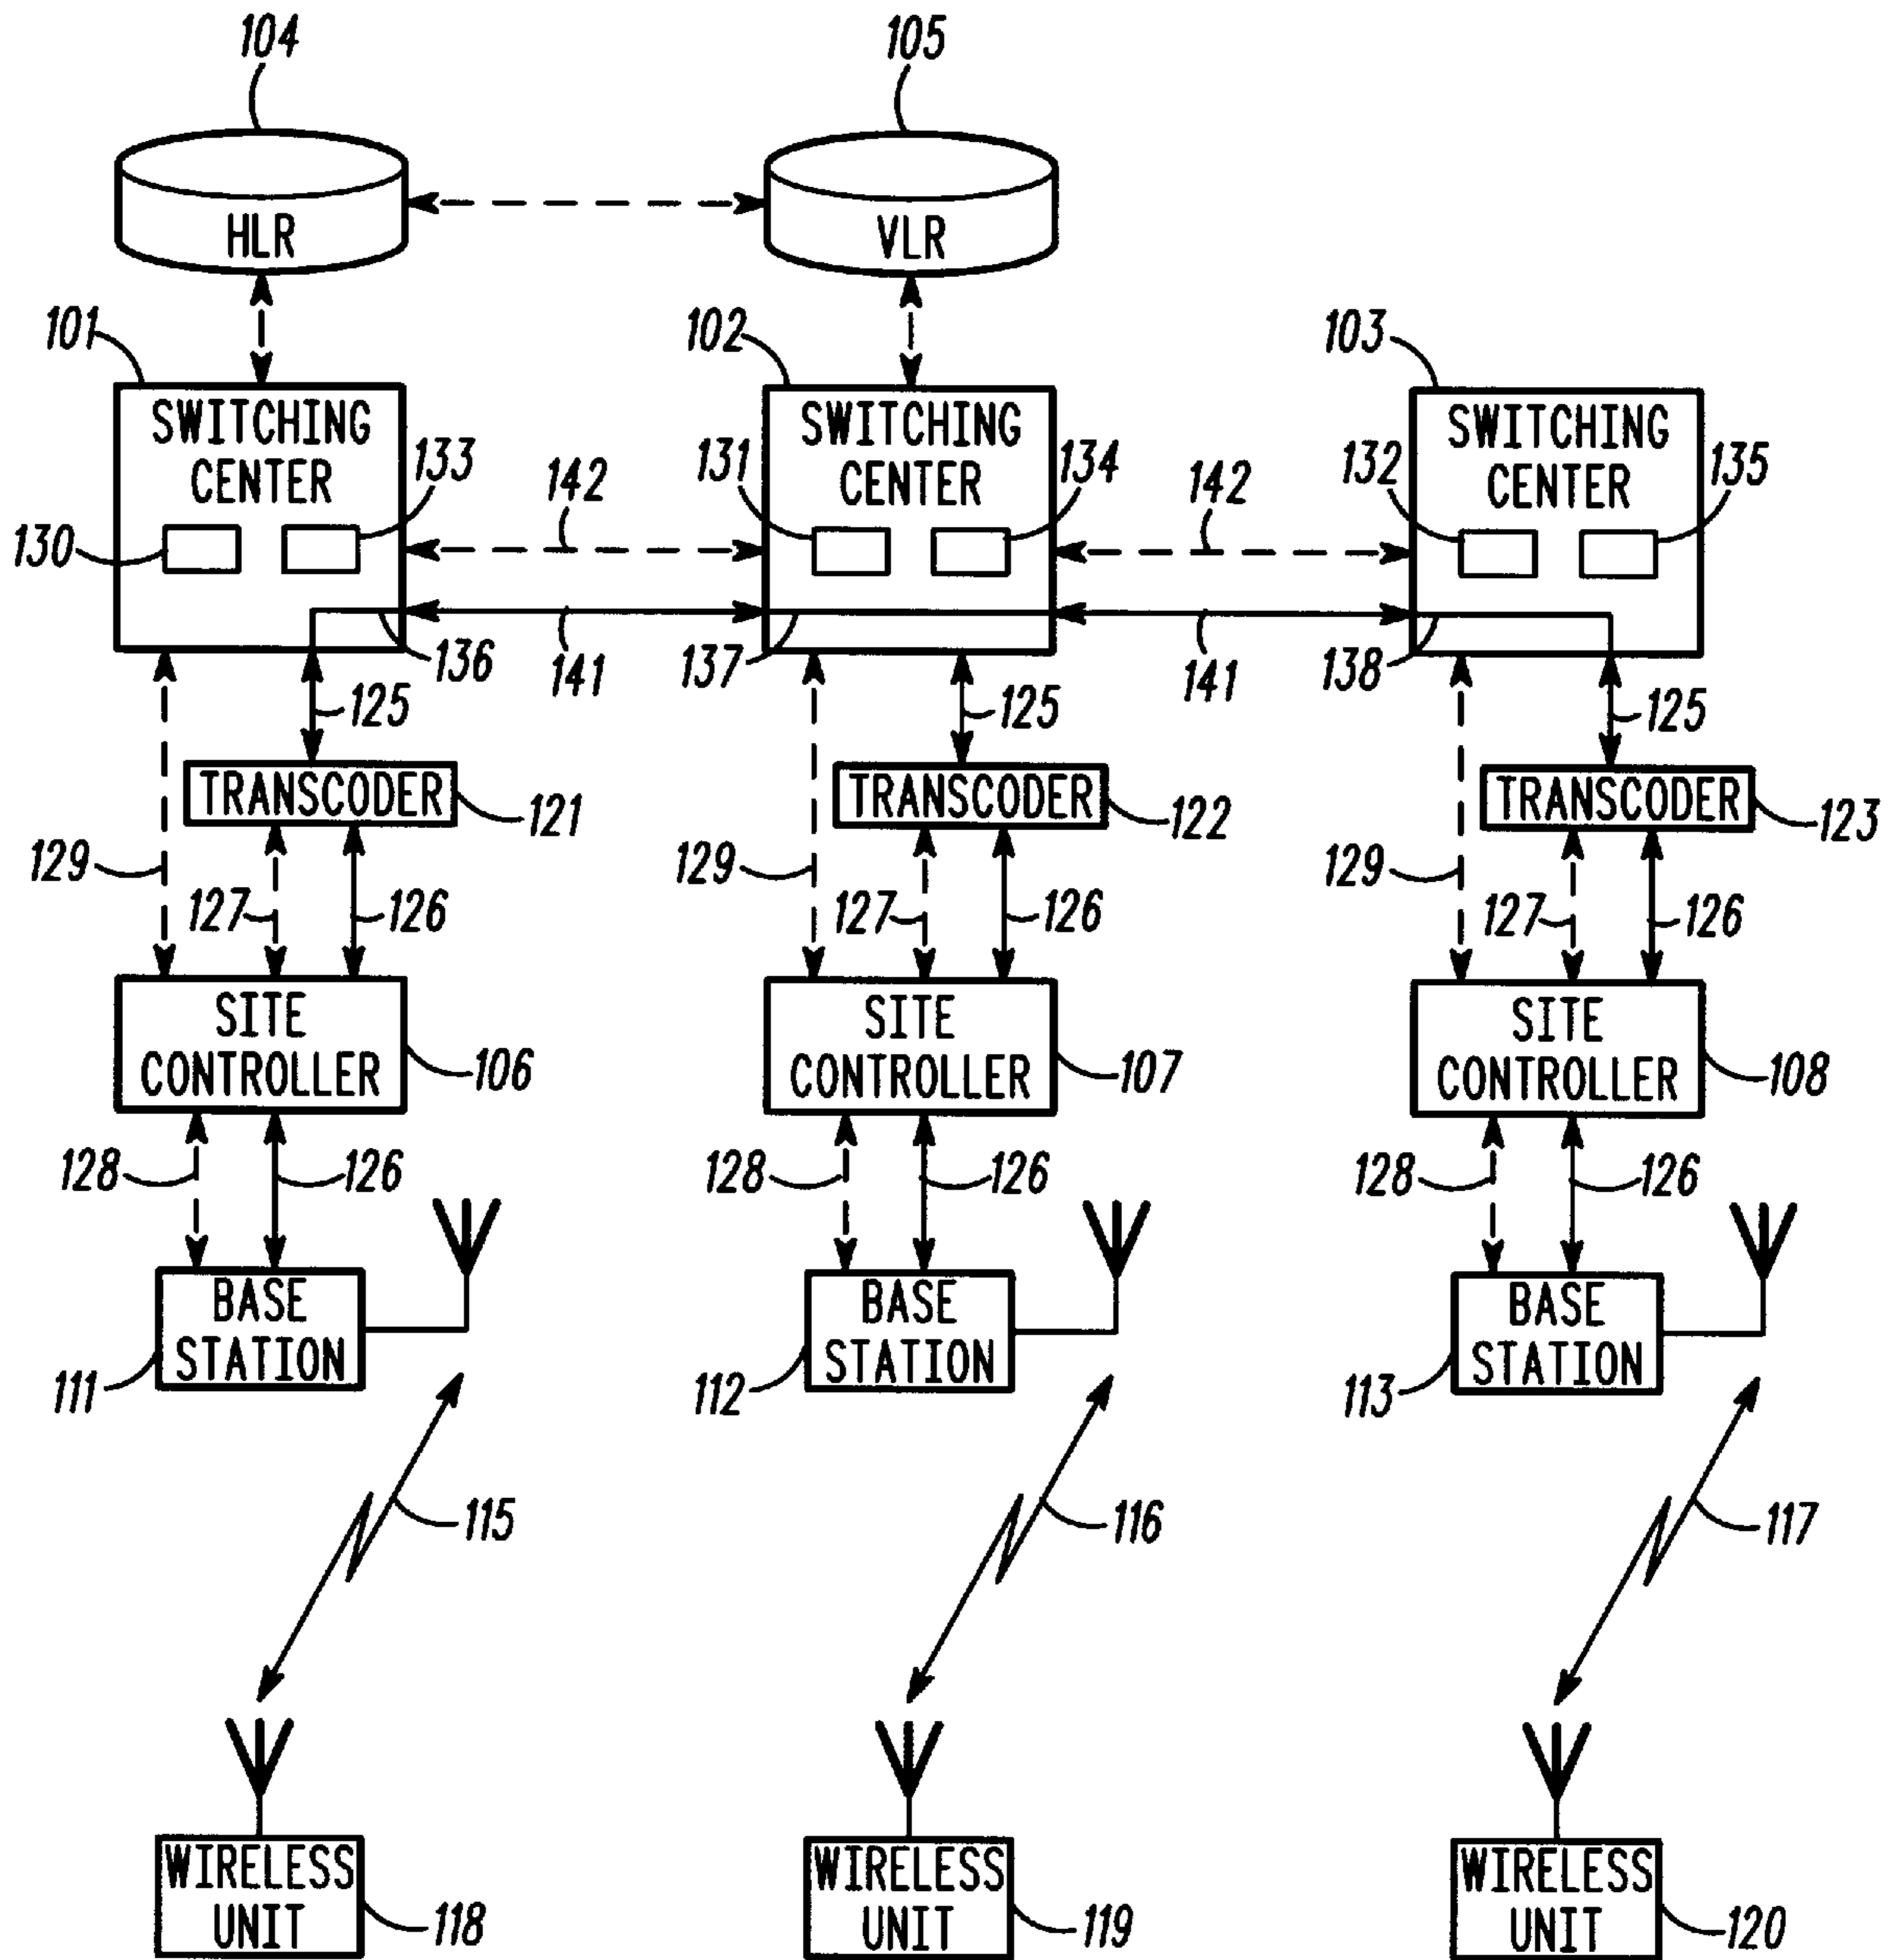 104
105
HLR
VLR
101
102
103
SWITCHING
CENTER
SWITCHING
CENTER
SWITCHING
CENTER
133
142
131
134
142
132
135
130
136
141
137
141
138
125
125
125
TRANSCODER
121
TRANSCODER
122
TRANSCODER
123
129
127
126
129
127
126
129
127
126
SITE
CONTROLLER
106
SITE
CONTROLLER
107
SITE
CONTROLLER
108
128
126
128
126
128
126
BASE
STATION
111
BASE
STATION
112
BASE
STATION
113
115
116
117
WIRELESS
UNIT
118
WIRELESS
UNIT
119
WIRELESS
UNIT
120